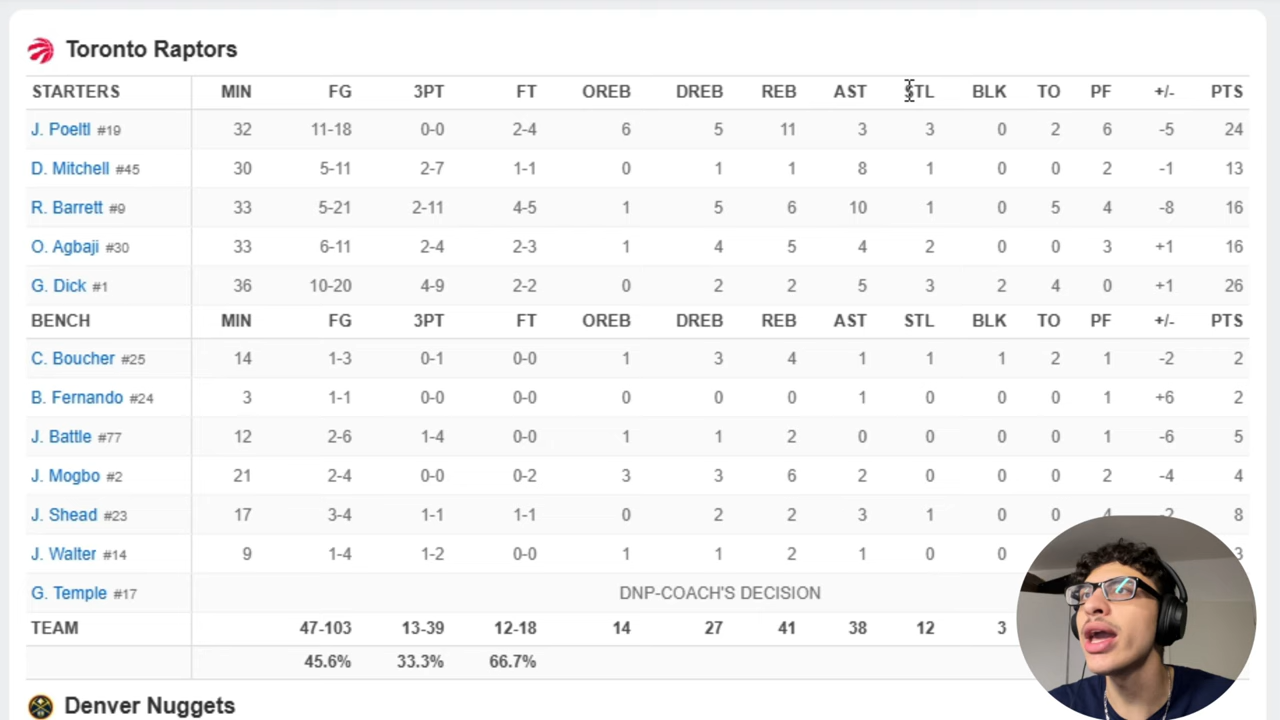 Toronto Raptors
STARTERS MIN FG 3PT FT OREB DREB REB AST STL BLK TO PF +/- PTS
J. Poeltl #19 32 11-18 0-0 2-4 6 5 11 3 3 0 2 6 -5 24
D. Mitchell #45 30 5-11 2-7 1-1 0 1 1 8 1 0 0 2 -1 13
R. Barrett #9 33 5-21 2-11 4-5 1 5 6 10 1 0 5 4 -8 16
O. Agbaji #30 33 6-11 2-4 2-3 1 4 5 4 2 0 0 3 +1 16
G. Dick #1 36 10-20 4-9 2-2 0 2 2 5 3 2 4 0 +1 26
BENCH MIN FG 3PT FT OREB DREB REB AST STL BLK TO PF +/- PTS
C. Boucher #25 14 1-3 0-1 0-0 1 3 4 1 1 1 2 1 -2 2
B. Fernando #24 3 1-1 0-0 0-0 0 0 0 1 0 0 0 1 +6 2
J. Battle #77 12 2-6 1-4 0-0 1 1 2 0 0 0 0 1 -6 5
J. Mogbo #2 21 2-4 0-0 0-2 3 3 6 2 0 0 0 2 -4 4
J. Shead #23 17 3-4 1-1 1-1 0 2 2 3 1 0 0 4 -2 8
J. Walter #14 9 1-4 1-2 0-0 1 1 2 1 0 0 3
G. Temple #17 DNP-COACH'S DECISION
TEAM 47-103 13-39 12-18 14 27 41 38 12 3
45.6% 33.3% 66.7%
Denver Nuggets